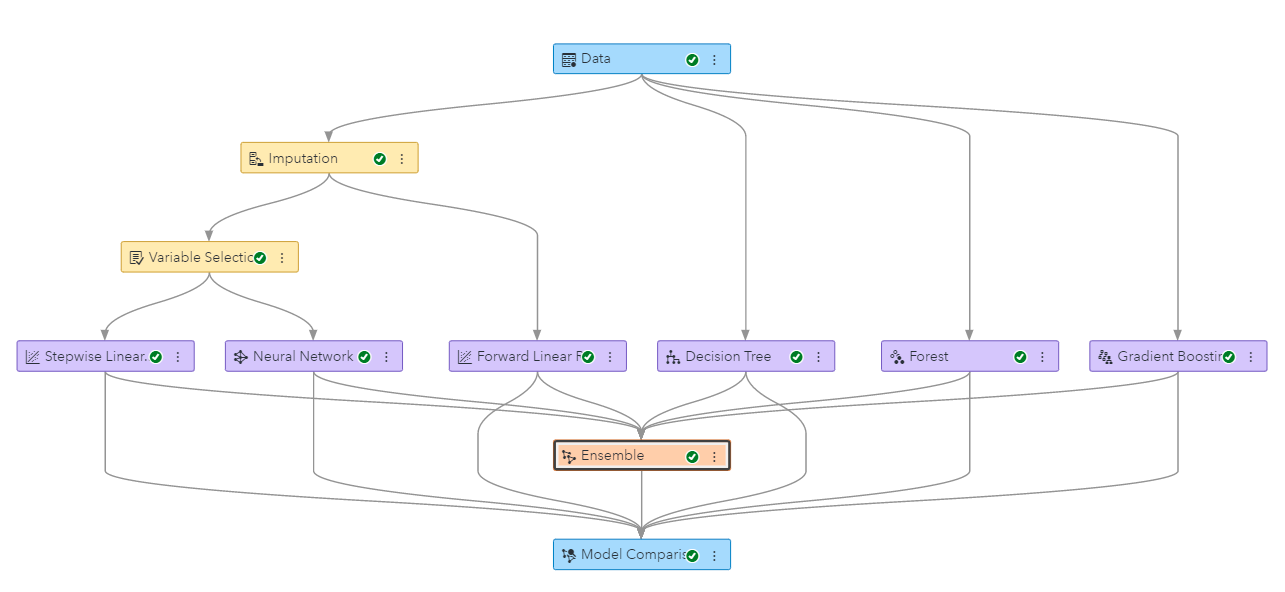 Data
Imputation
Variable Selectic
Stepwise Linear.
Neural Network
Forward Linear F
Decision Tree
Forest
Gradient Boostir
Ensemble
Model Comparis